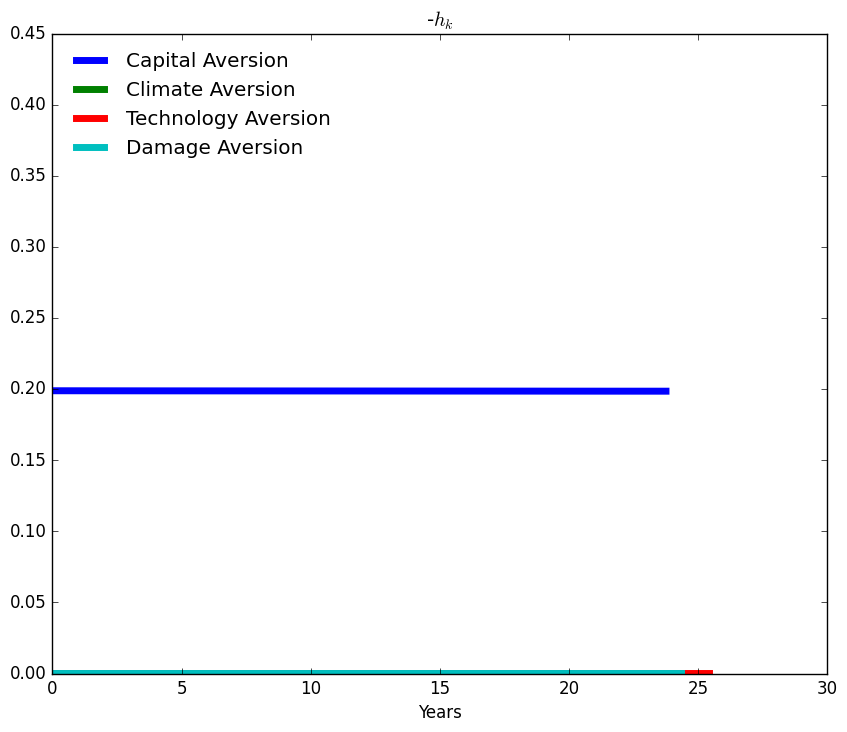 -h_k
0.45
Capital Aversion
Climate Aversion
0.40
Technology Aversion
Damage Aversion
0.35
0.30
0.25
0.20
0.15
0.10
0.05
0.00
0 5 10 15 20 25 30
Years